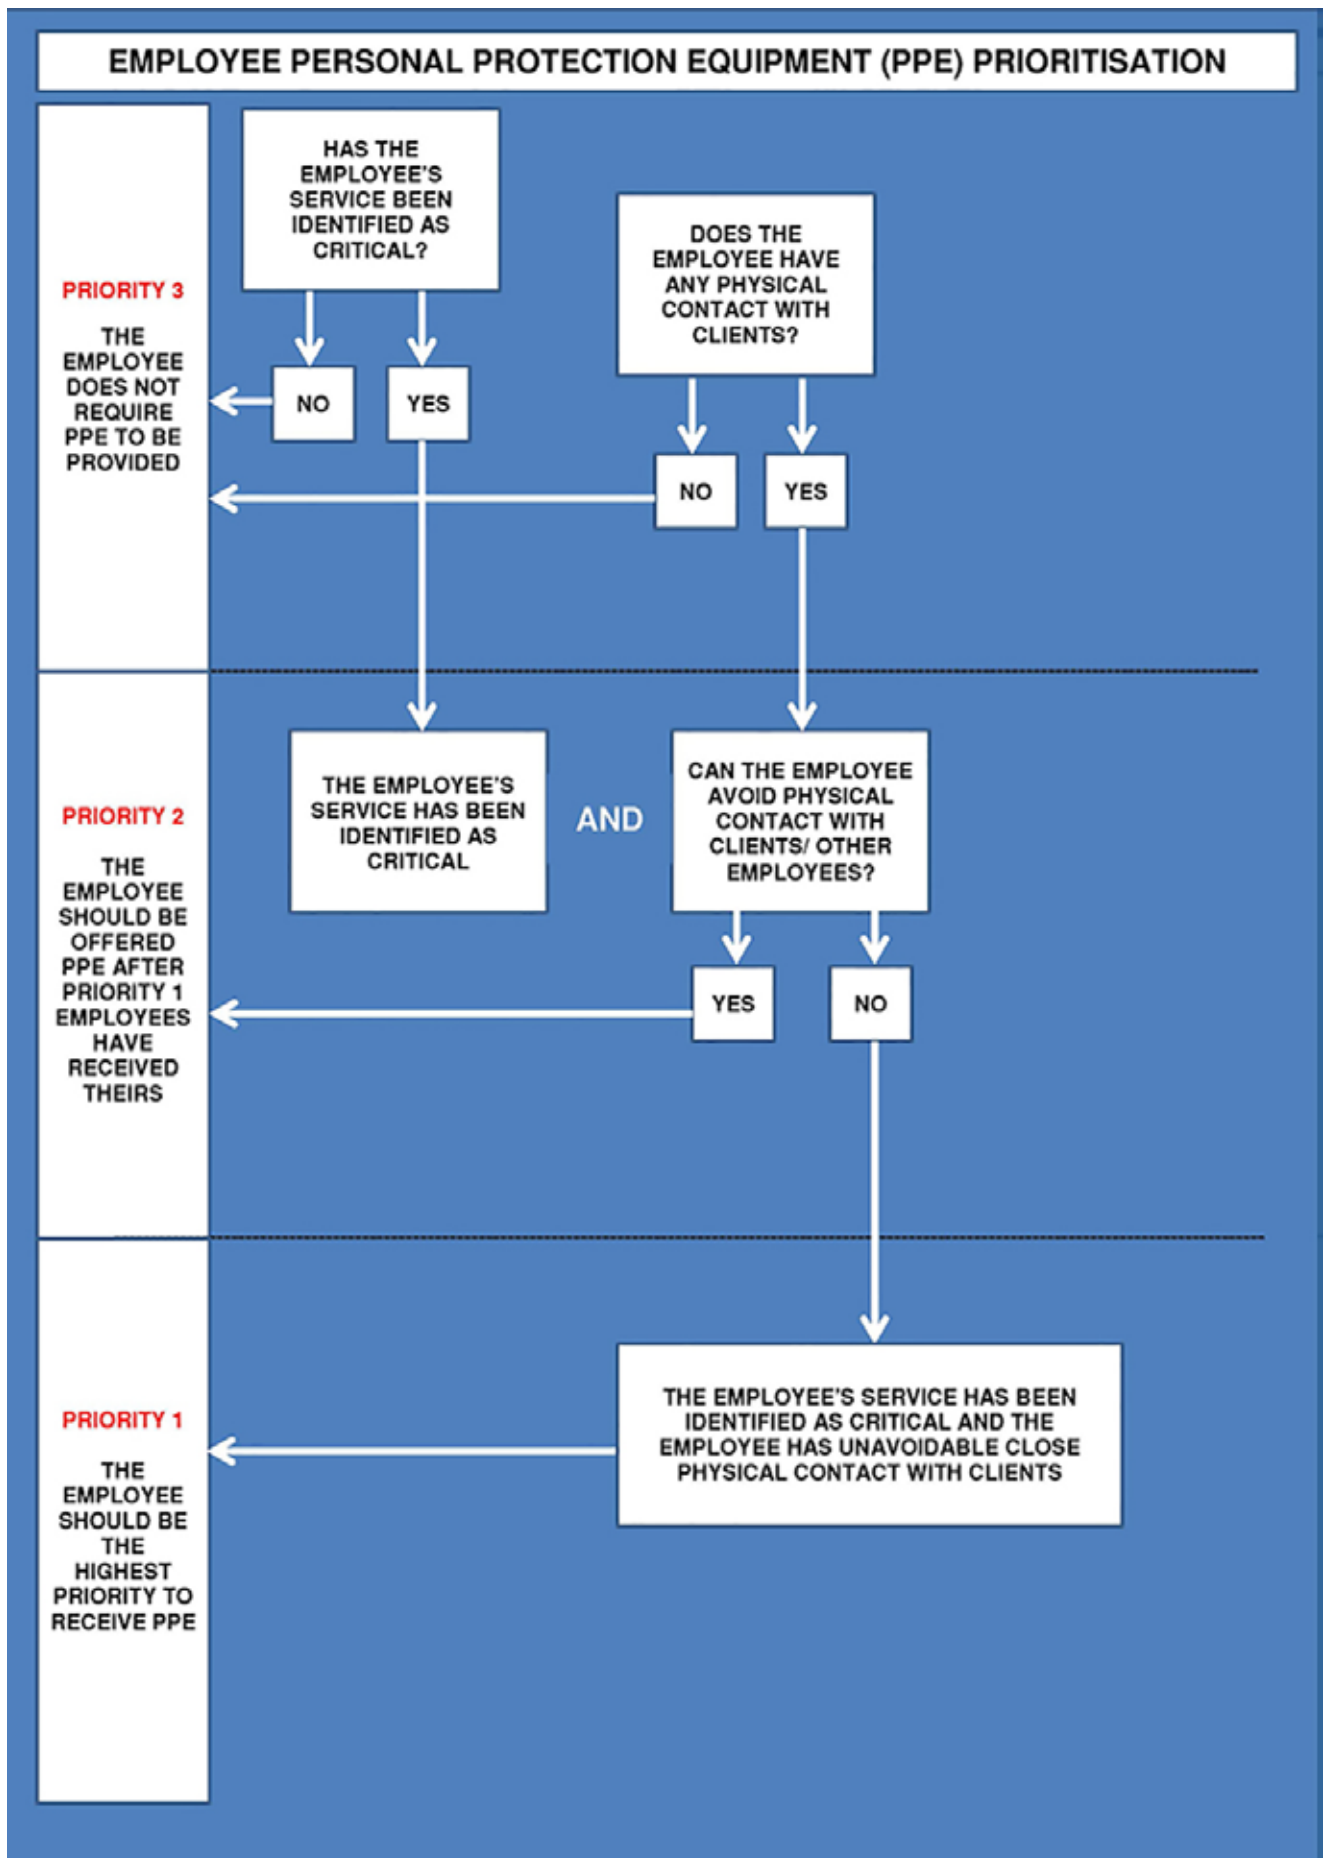 EMPLOYEE PERSONAL PROTECTION EQUIPMENT (PPE) PRIORITISATION
HAS THE
EMPLOYEE'S
SERVICE BEEN
IDENTIFIED AS
CRITICAL?
DOES THE
EMPLOYEE HAVE
ANY PHYSICAL
CONTACT WITH
CLIENTS?
PRIORITY 3
THE
EMPLOYEE
DOES NOT
REQUIRE
PPE TO BE
PROVIDED
NO
YES
NO
YES
PRIORITY 2
THE
EMPLOYEE
SHOULD BE
OFFERED
PPE AFTER
PRIORITY 1
EMPLOYEES
HAVE
RECEIVED
THEIRS
THE EMPLOYEE'S
SERVICE HAS BEEN
IDENTIFIED AS
CRITICAL
AND
CAN THE EMPLOYEE
AVOID PHYSICAL
CONTACT WITH
CLIENTS/ OTHER
EMPLOYEES?
YES
NO
PRIORITY 1
THE
EMPLOYEE
SHOULD BE
THE
HIGHEST
PRIORITY TO
RECEIVE PPE
THE EMPLOYEE'S SERVICE HAS BEEN
IDENTIFIED AS CRITICAL AND THE
EMPLOYEE HAS UNAVOIDABLE CLOSE
PHYSICAL CONTACT WITH CLIENTS